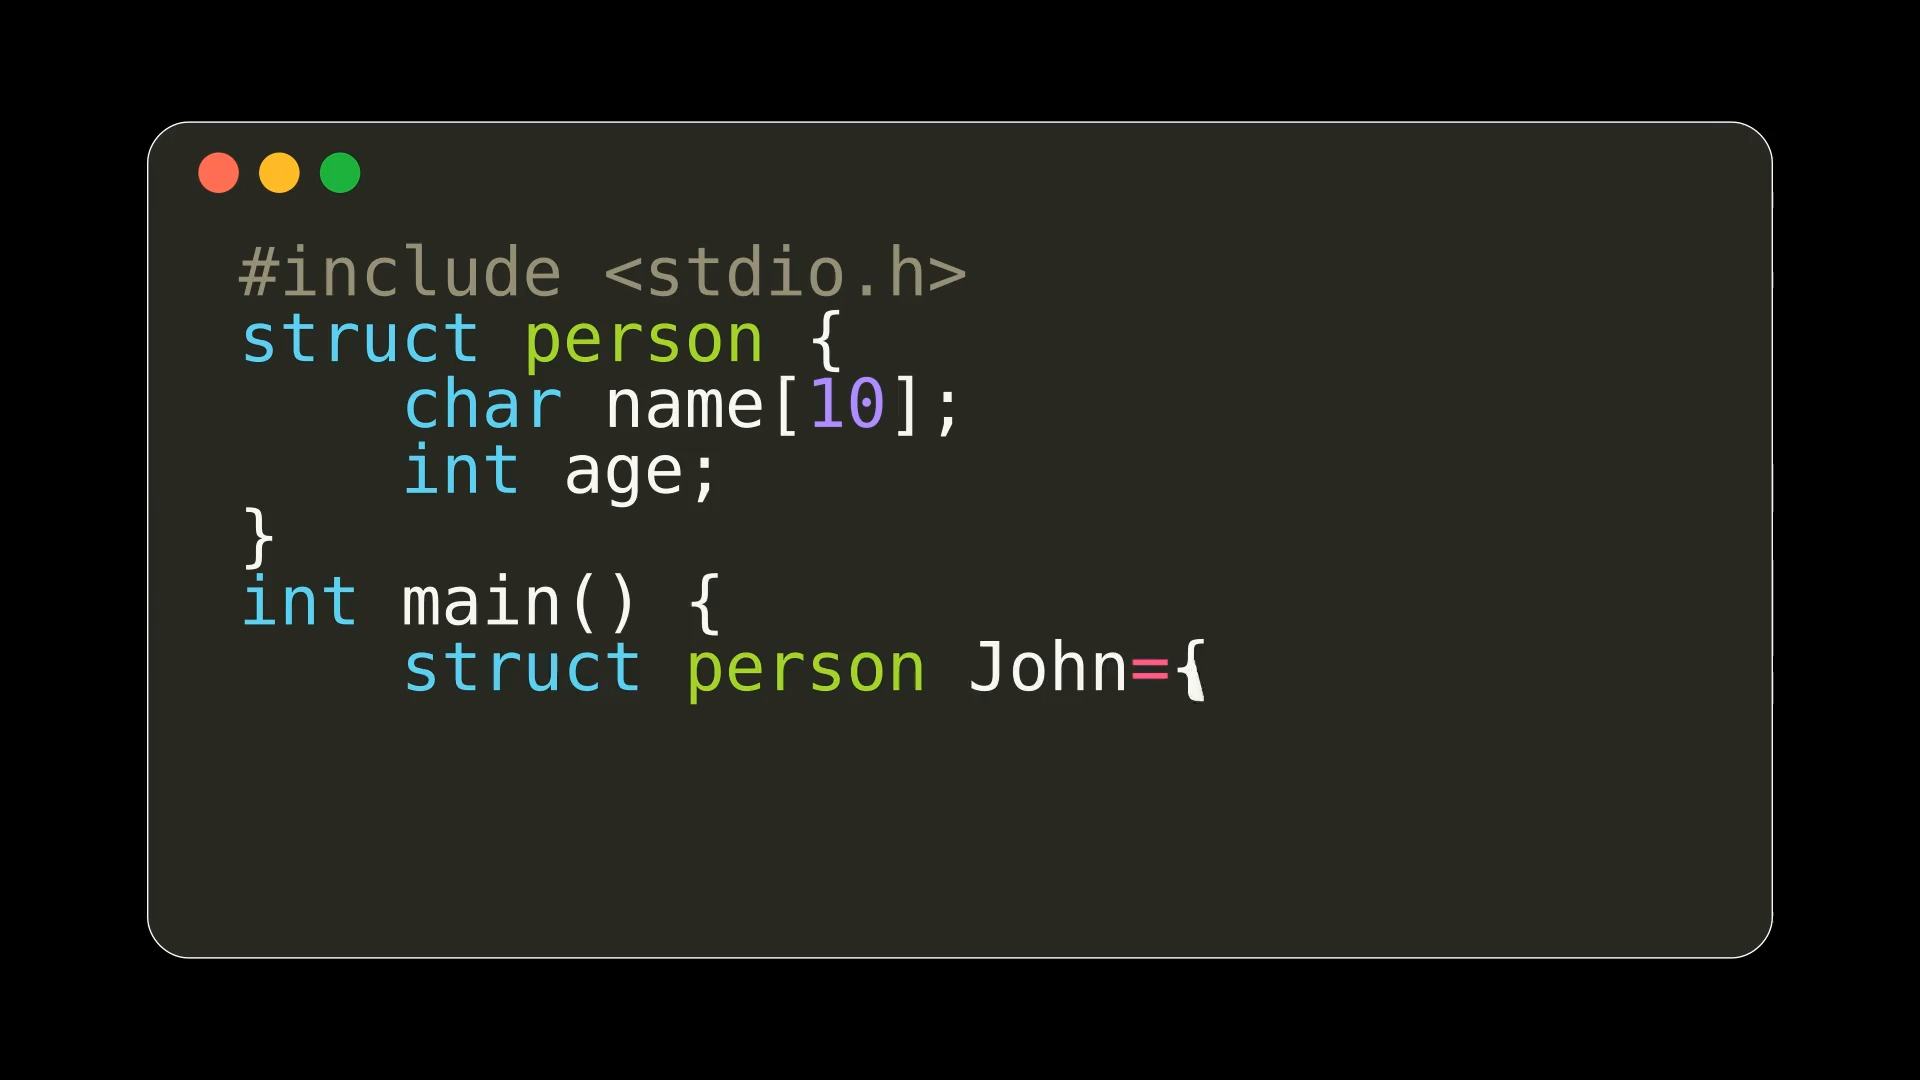 #include <stdio.h>
struct person {
     char name[10];
     int age;
}
int main() {
     struct person John={